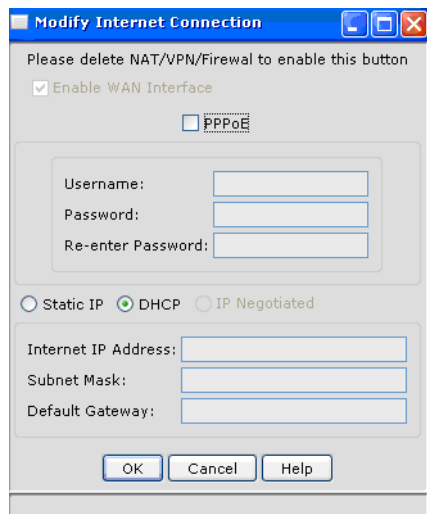 Modify Internet Connection
Please delete NAT/VPN/Firewal to enable this button
Enable WAN Interface
PPPoE
Username:
Password:
Re-enter Password:
Static IP DHCP IP Negotiated
Internet IP Address:
Subnet Mask:
Default Gateway:
OK Cancel Help